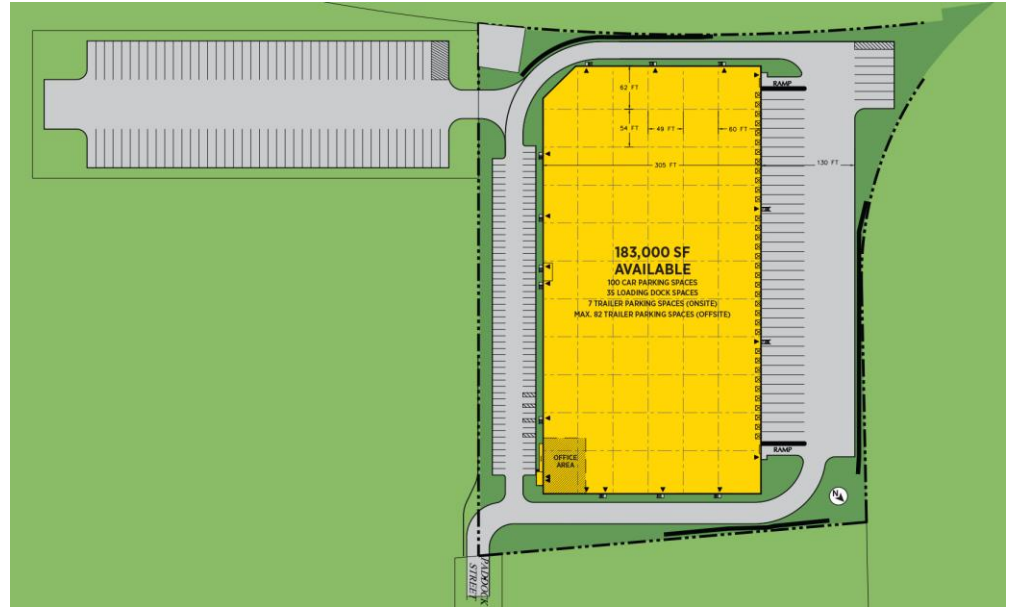 RAMP
62 FT
54 FT
49 FT
60 FT
305 FT
130 FT
183,000 SF
AVAILABLE
100 CAR PARKING SPACES
35 LOADING DOCK SPACES
7 TRAILER PARKING SPACES (ONSITE)
MAX. 82 TRAILER PARKING SPACES (OFFSITE)
OFFICE
AREA
RAMP
N
PADDOCK
STREET